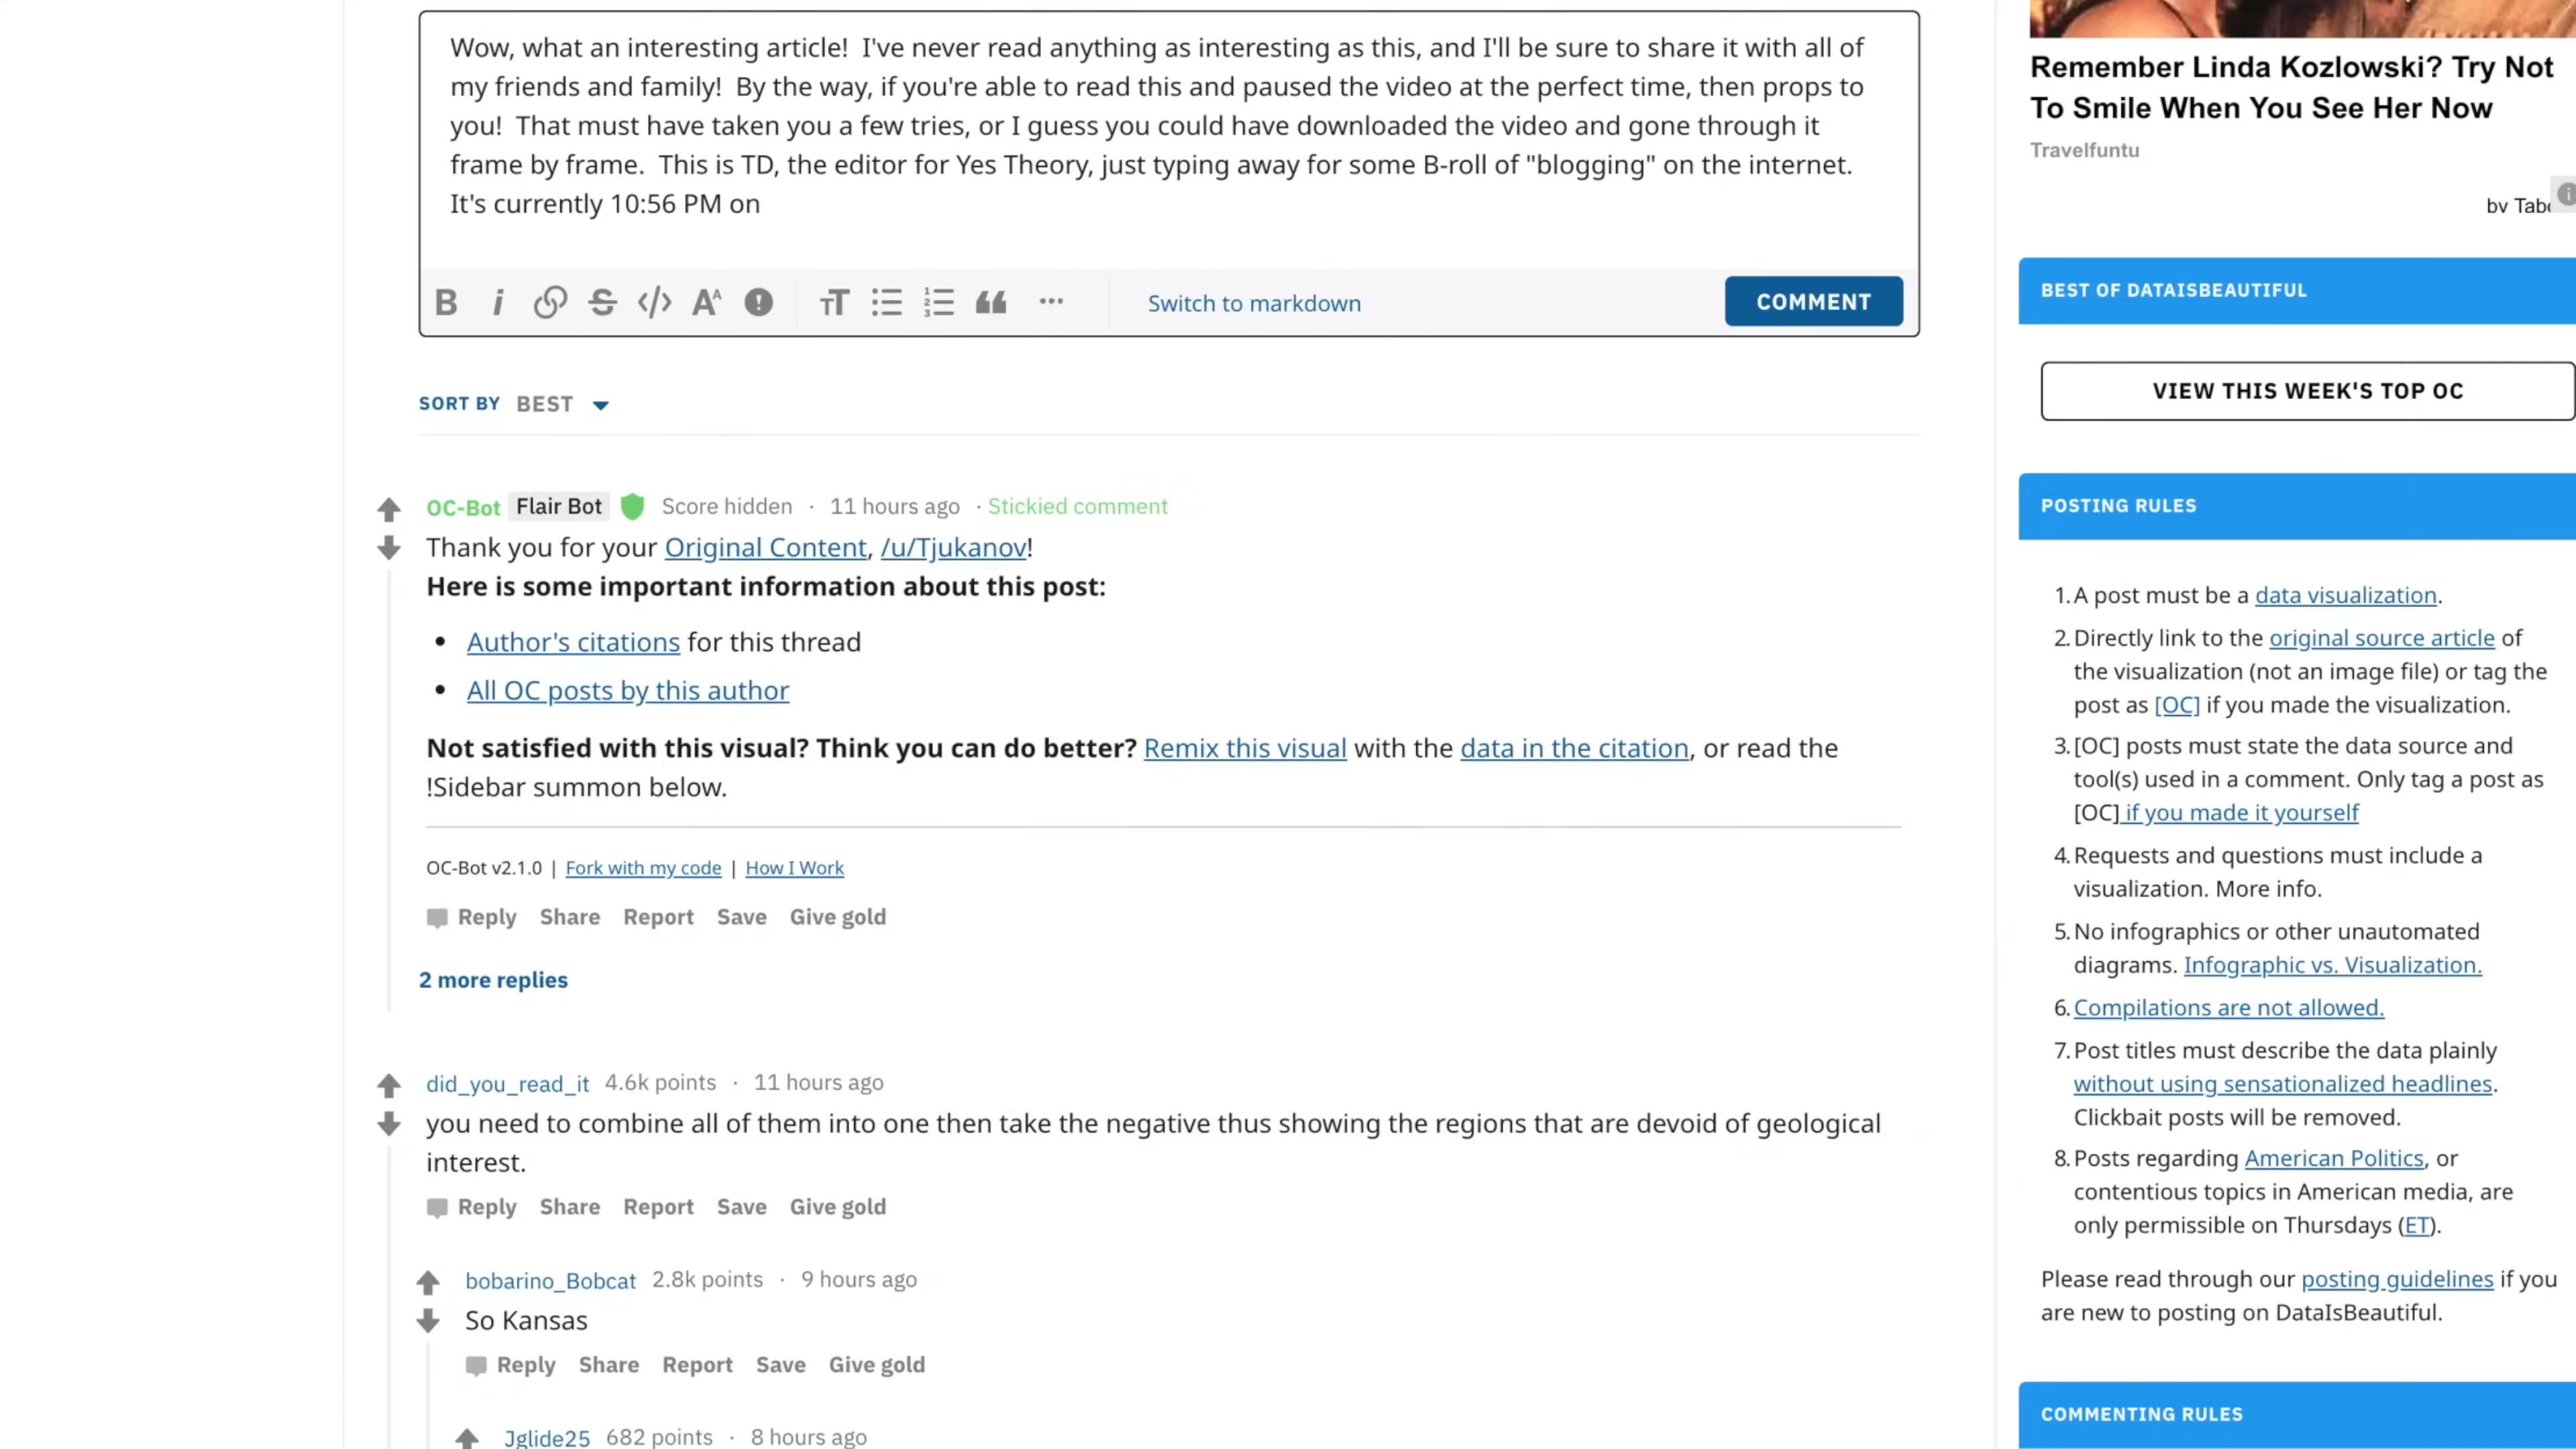 Wow, what an interesting article!  I've never read anything as interesting as this, and I'll be sure to share it with all of
my friends and family!  By the way, if you're able to read this and paused the video at the perfect time, then props to
you!  That must have taken you a few tries, or I guess you could have downloaded the video and gone through it
frame by frame.  This is TD, the editor for Yes Theory, just typing away for some B-roll of "blogging" on the internet.
It's currently 10:56 PM on
Switch to markdown
COMMENT
SORT BY BEST
OC-Bot Flair Bot Score hidden · 11 hours ago · Stickied comment
Thank you for your Original Content, /u/Tjukanov!
Here is some important information about this post:
• Author's citations for this thread
• All OC posts by this author
Not satisfied with this visual? Think you can do better? Remix this visual with the data in the citation, or read the
!Sidebar summon below.
OC-Bot v2.1.0 | Fork with my code | How I Work
Reply Share Report Save Give gold
2 more replies
did_you_read_it 4.6k points · 11 hours ago
you need to combine all of them into one then take the negative thus showing the regions that are devoid of geological
interest.
Reply Share Report Save Give gold
bobarino_Bobcat 2.8k points · 9 hours ago
So Kansas
Reply Share Report Save Give gold
Jglide25 682 points · 8 hours ago
Remember Linda Kozlowski? Try Not
To Smile When You See Her Now
Travelfuntu
by
BEST OF DATAISBEAUTIFUL
VIEW THIS WEEK'S TOP OC
POSTING RULES
1. A post must be a data visualization.
2. Directly link to the original source article of
the visualization (not an image file) or tag the
post as [OC] if you made the visualization.
3. [OC] posts must state the data source and
tool(s) used in a comment. Only tag a post as
[OC] if you made it yourself
4. Requests and questions must include a
visualization. More info.
5. No infographics or other unautomated
diagrams. Infographic vs. Visualization.
6. Compilations are not allowed.
7. Post titles must describe the data plainly
without using sensationalized headlines.
Clickbait posts will be removed.
8. Posts regarding American Politics, or
contentious topics in American media, are
only permissible on Thursdays (ET).
Please read through our posting guidelines if you
are new to posting on DataIsBeautiful.
COMMENTING RULES